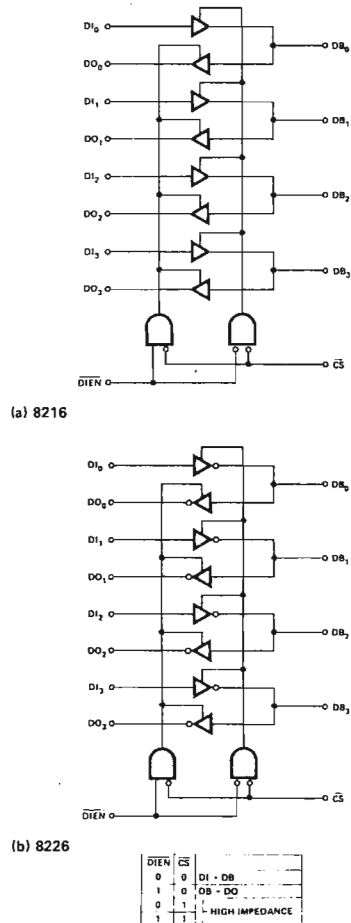 DI₀
DB₀
DO₀
DI₁
DB₁
DO₁
DI₂
DB₂
DO₂
DI₃
DB₃
DO₃
DIEN
CS
(a) 8216
DI₀
DB₀
DO₀
DI₁
DB₁
DO₁
DI₂
DB₂
DO₂
DI₃
DB₃
DO₃
DIEN
CS
(b) 8226
DIEN CS
0 0 DI - DB
1 0 DB - DO
0 1 HIGH IMPEDANCE
1 1